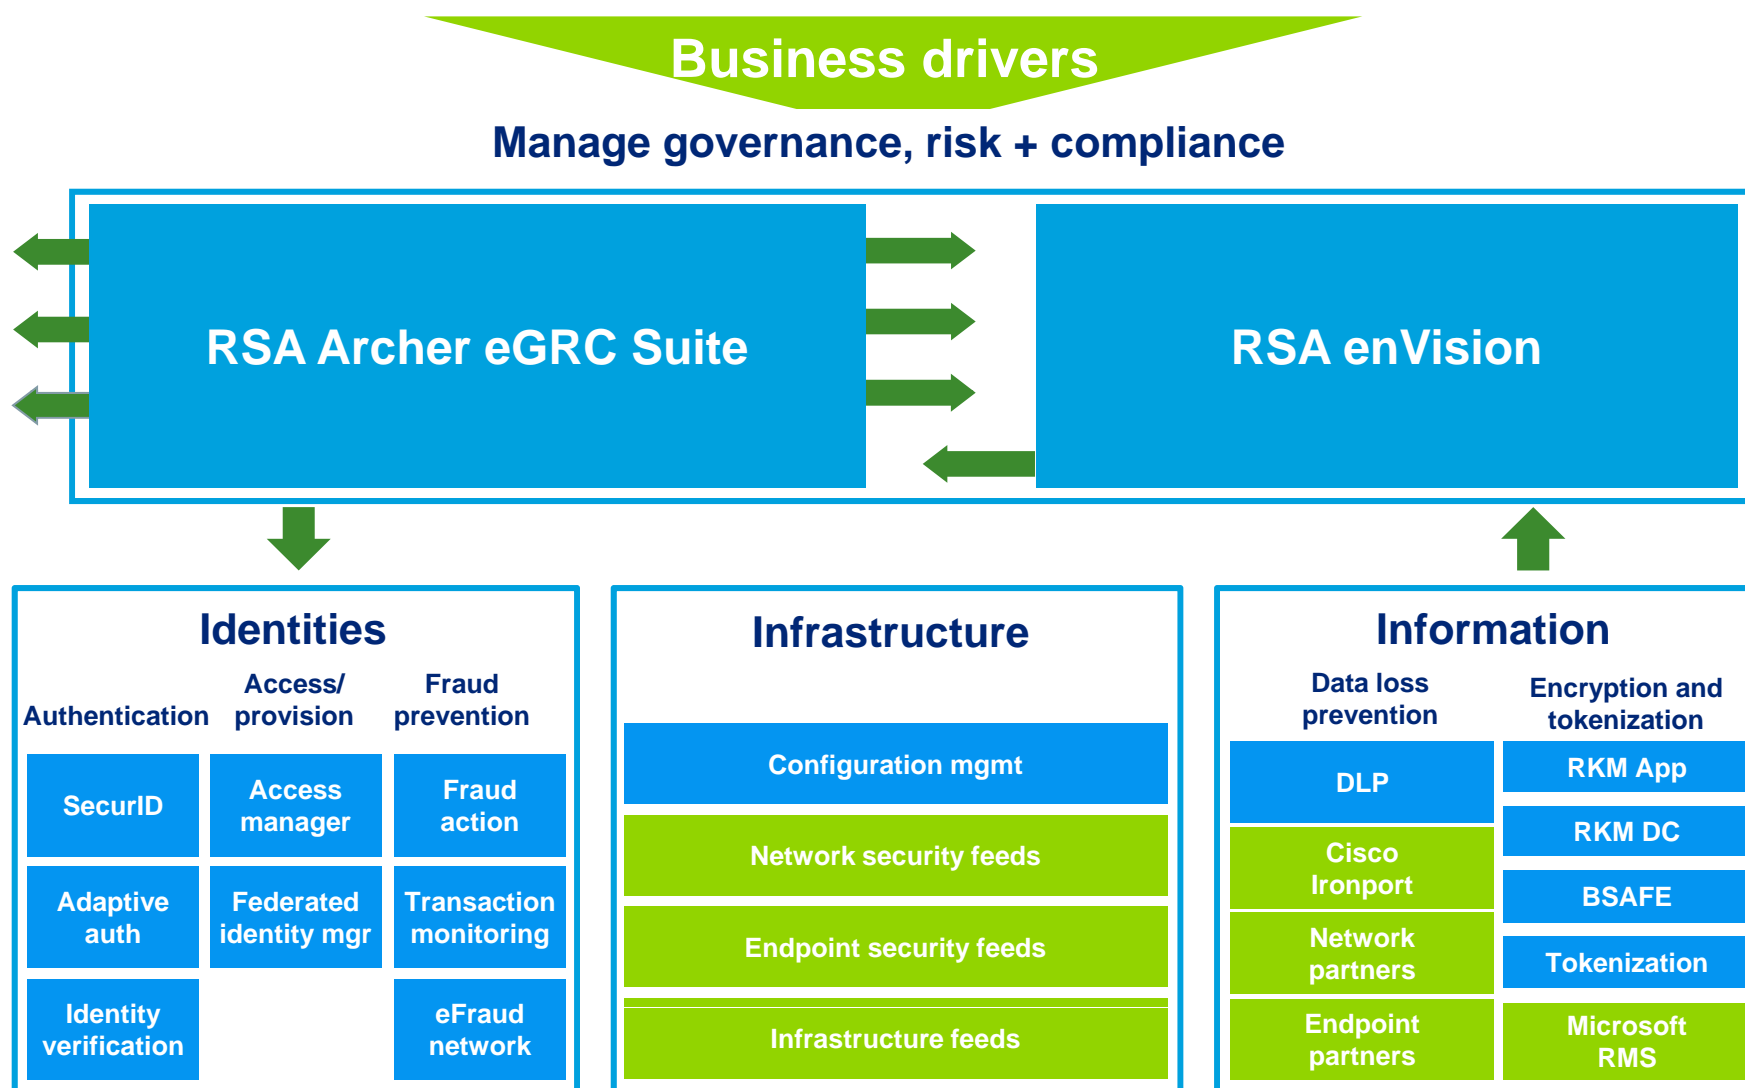 Business drivers
Manage governance, risk + compliance
RSA Archer eGRC Suite
RSA enVision
Identities
Authentication
Access/
provision
Fraud
prevention
SecurID
Access
manager
Fraud
action
Adaptive
auth
Federated
identity mgr
Transaction
monitoring
Identity
verification
eFraud
network
Infrastructure
Configuration mgmt
Network security feeds
Endpoint security feeds
Infrastructure feeds
Information
Data loss
prevention
Encryption and
tokenization
DLP
Cisco
Ironport
Network
partners
Endpoint
partners
RKM App
RKM DC
BSAFE
Tokenization
Microsoft
RMS